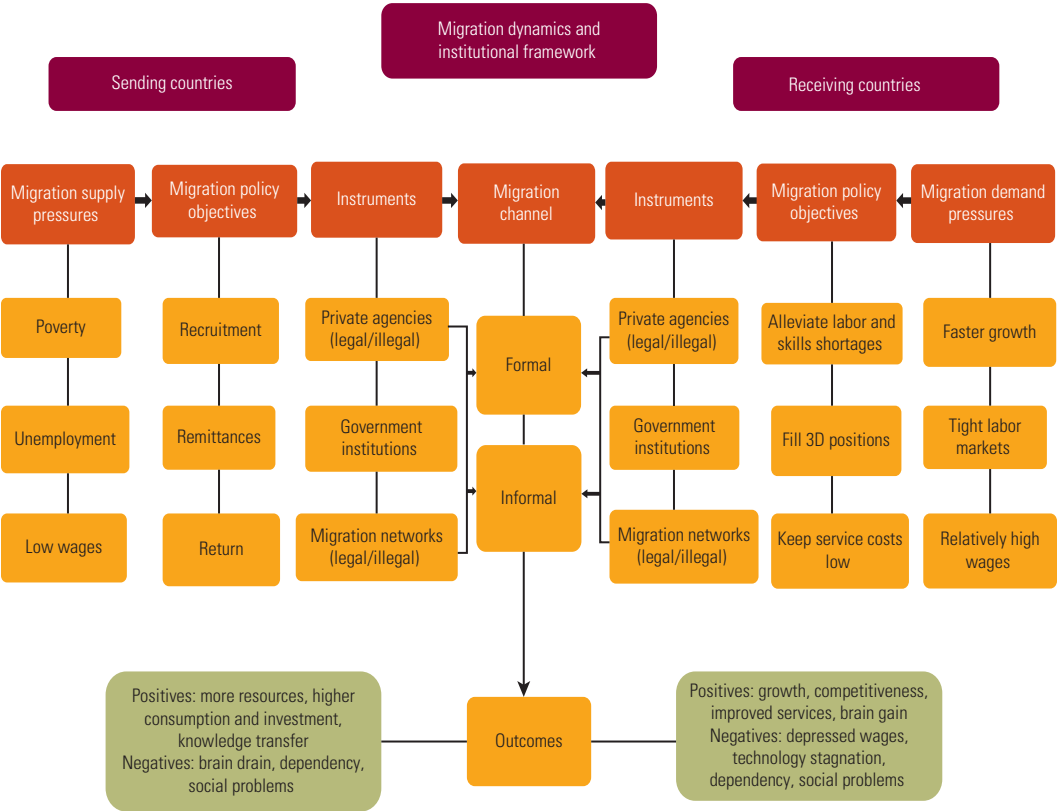 Migration dynamics and
institutional framework
Sending countries
Receiving countries
Migration supply
pressures
Migration policy
objectives
Instruments
Migration
channel
Instruments
Migration policy
objectives
Migration demand
pressures
Poverty
Recruitment
Private agencies
(legal/illegal)
Formal
Private agencies
(legal/illegal)
Alleviate labor and
skills shortages
Faster growth
Unemployment
Remittances
Government
institutions
Informal
Government
institutions
Fill 3D positions
Tight labor
markets
Low wages
Return
Migration networks
(legal/illegal)
Migration networks
(legal/illegal)
Keep service costs
low
Relatively high
wages
Positives: more resources, higher
consumption and investment,
knowledge transfer
Negatives: brain drain, dependency,
social problems
Outcomes
Positives: growth, competitiveness,
improved services, brain gain
Negatives: depressed wages,
technology stagnation,
dependency, social problems